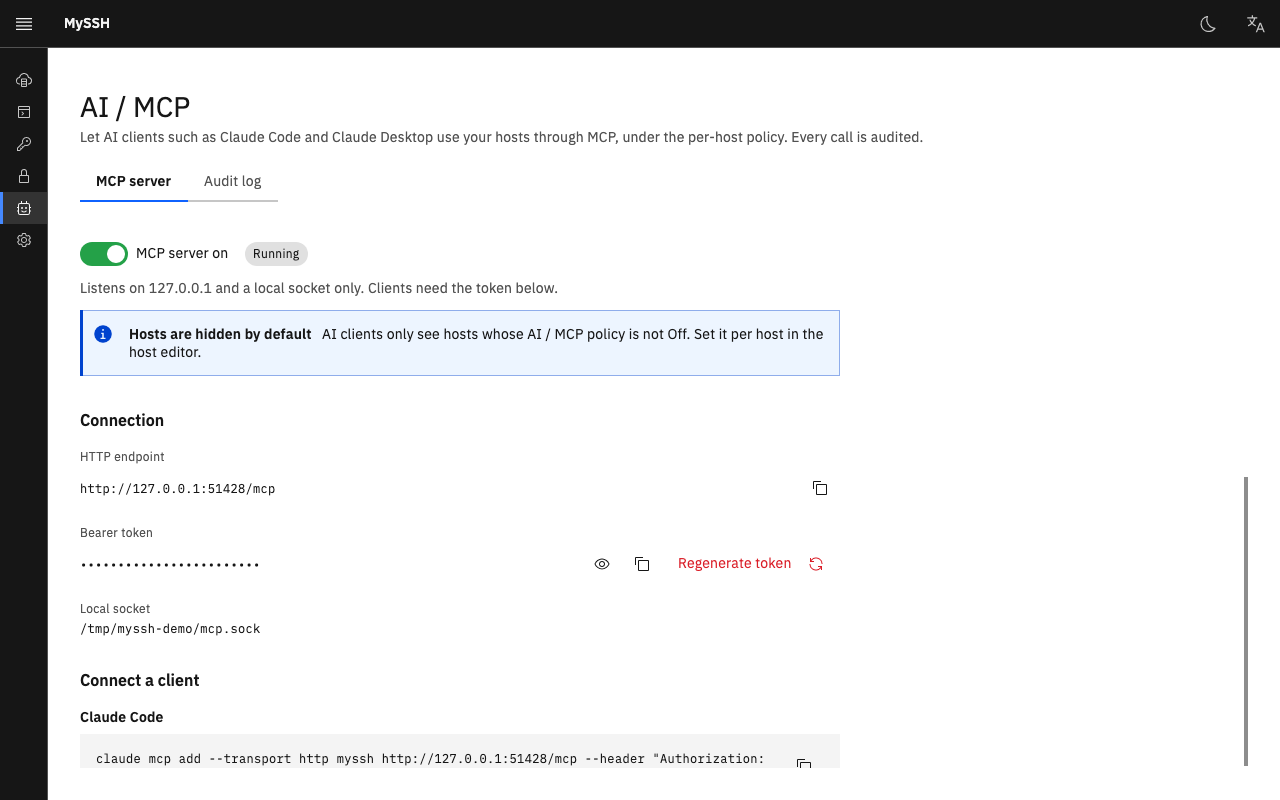 MySSH
AI / MCP
Let AI clients such as Claude Code and Claude Desktop use your hosts through MCP, under the per-host policy. Every call is audited.
MCP server
Audit log
MCP server on
Running
Listens on 127.0.0.1 and a local socket only. Clients need the token below.
Hosts are hidden by default AI clients only see hosts whose AI / MCP policy is not Off. Set it per host in the
host editor.
Connection
HTTP endpoint
http://127.0.0.1:51428/mcp
Bearer token
••••••••••••••••••••••••
Regenerate token
Local socket
/tmp/myssh-demo/mcp.sock
Connect a client
Claude Code
claude mcp add --transport http myssh http://127.0.0.1:51428/mcp --header "Authorization: